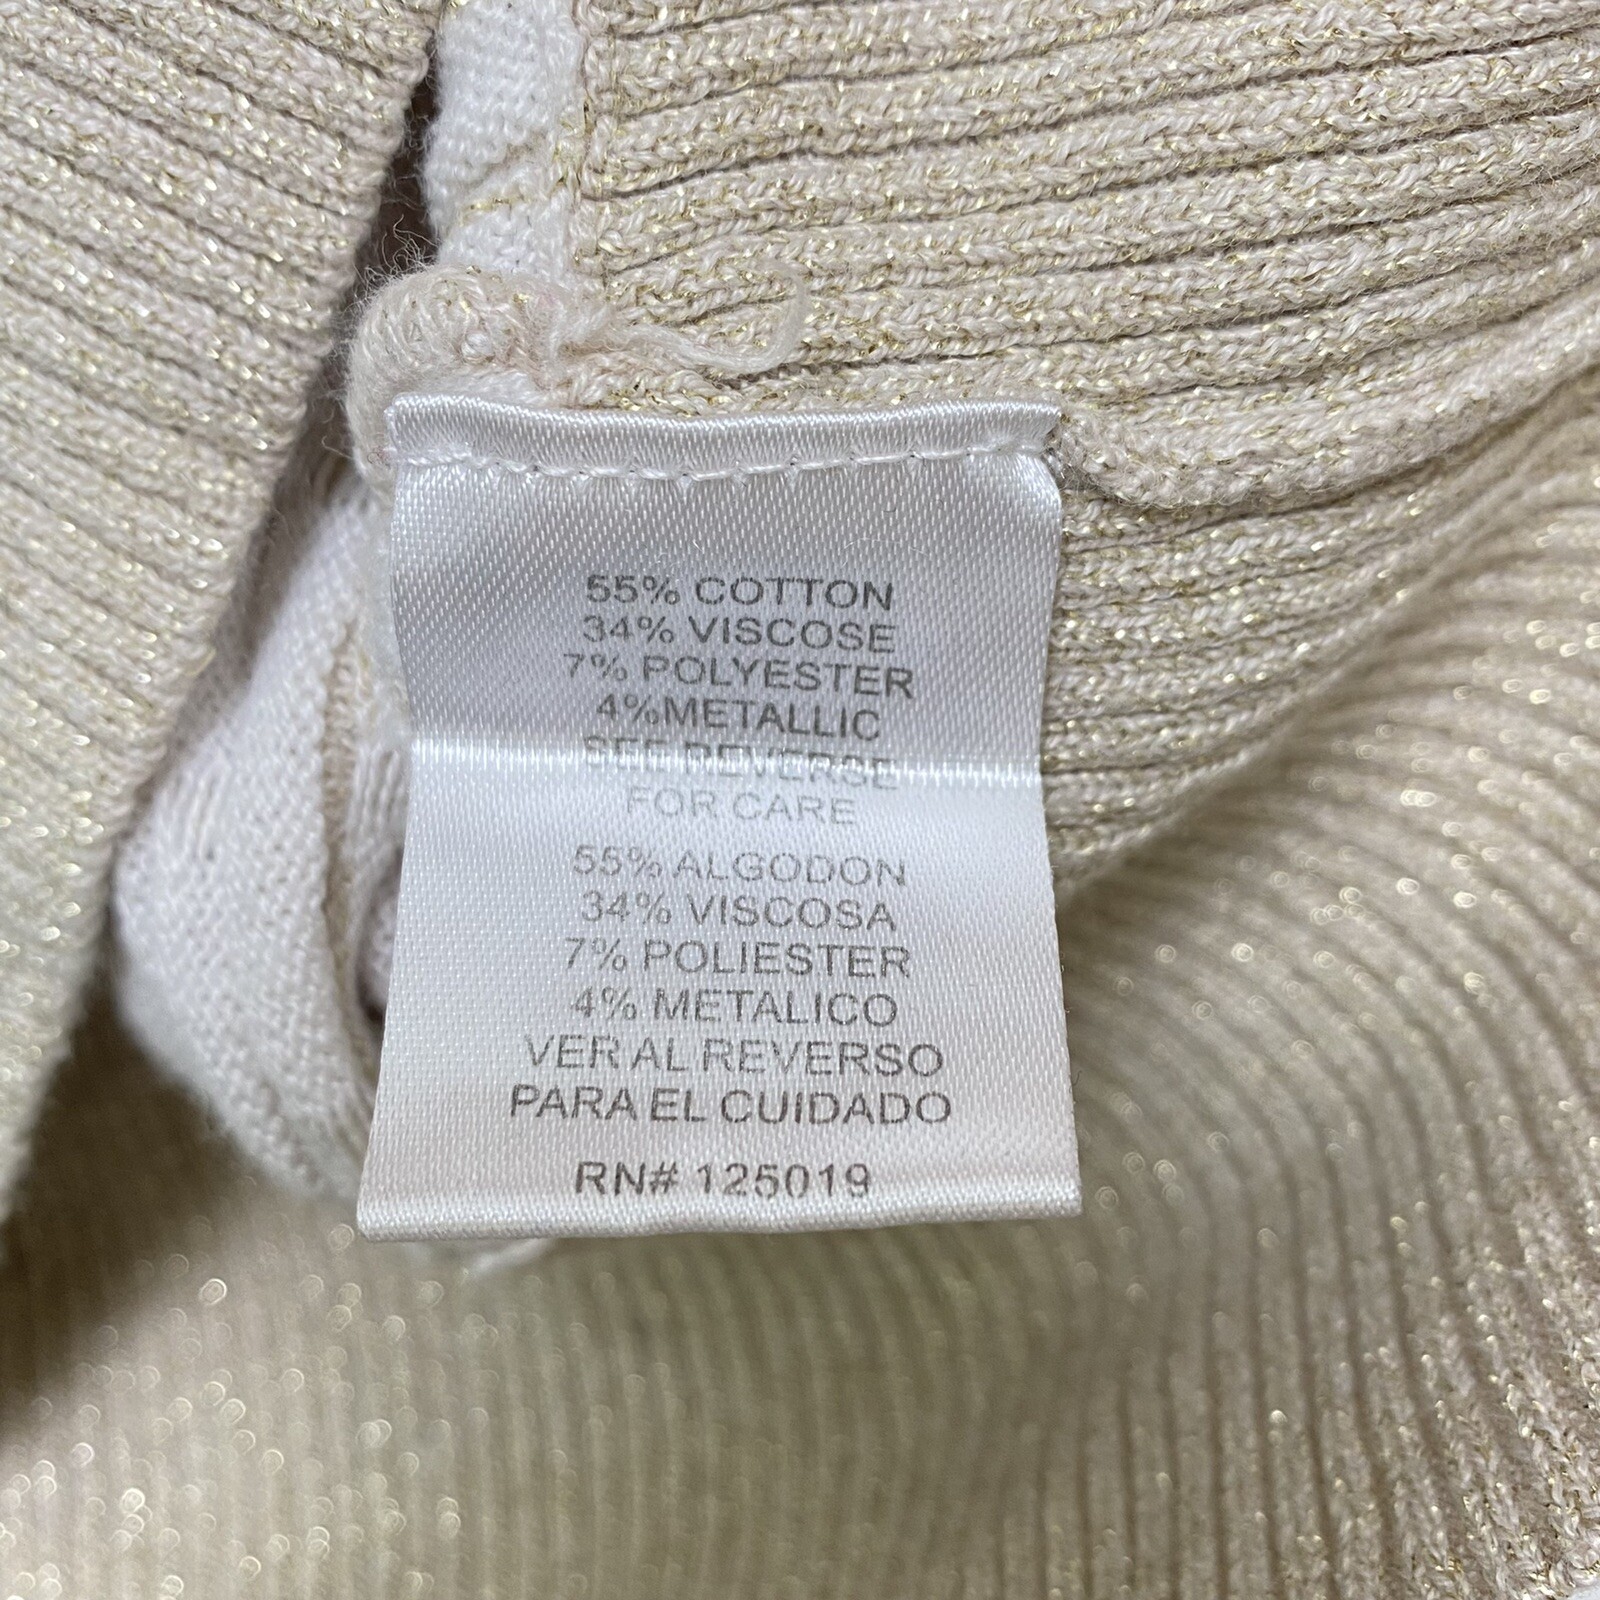 55% COTTON
34% VISCOSE
7% POLYESTER
4%METALLIC
SEE REVERSE
FOR CARE
55% ALGODON
34% VISCOSA
7% POLIESTER
4% METALICO
VER AL REVERSO
PARA EL CUIDADO
RN# 125019